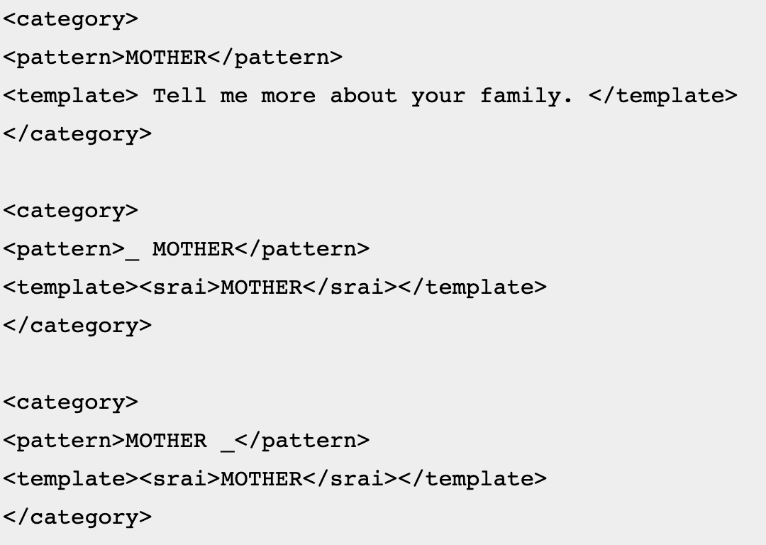 <category>
<pattern>MOTHER</pattern>
<template> Tell me more about your family. </template>
</category>
<category>
<pattern>_ MOTHER</pattern>
<template><srai>MOTHER</srai></template>
</category>
<category>
<pattern>MOTHER _</pattern>
<template><srai>MOTHER</srai></template>
</category>